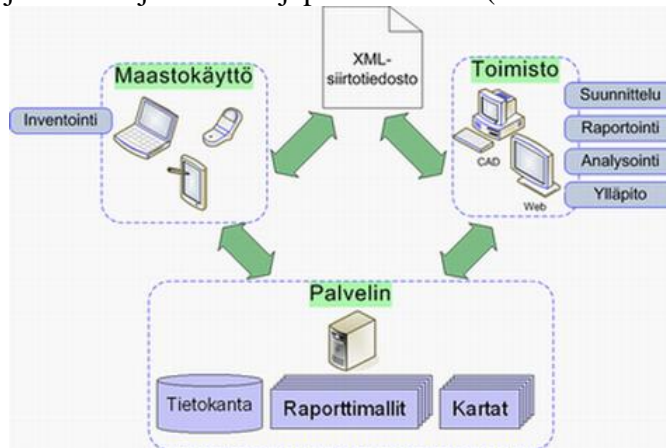 XML-
siirtotiedosto
Maastokäyttö
Toimisto
Inventointi
Suunnittelu
Raportointi
Analysointi
Ylläpito
CAD
Web
Palvelin
Tietokanta
Raporttimallit
Kartat